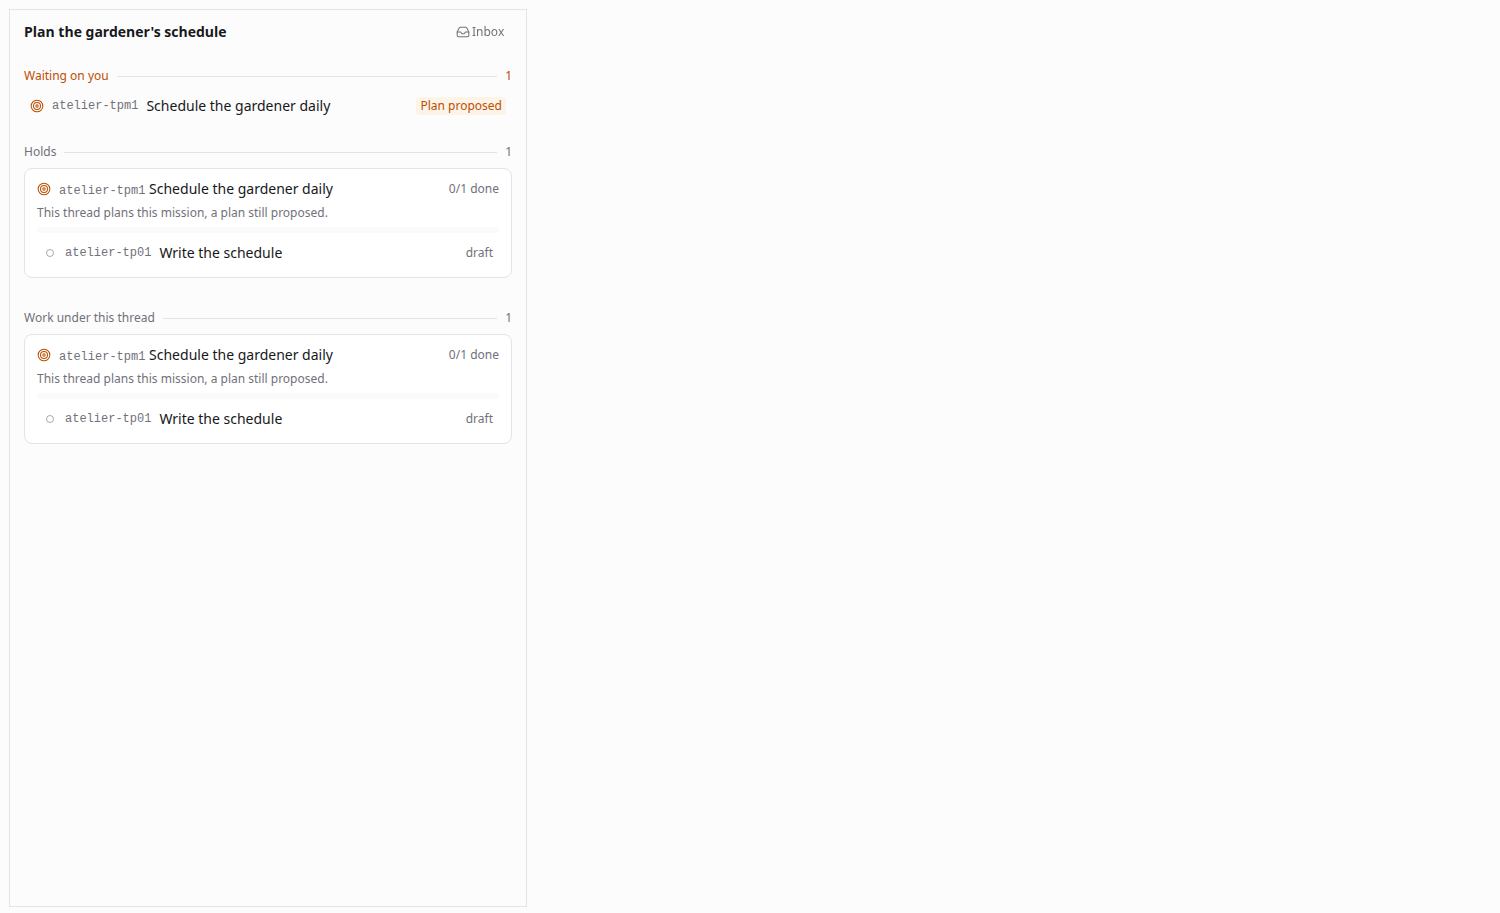 Plan the gardener's schedule Inbox
Waiting on you 1
atelier-tpm1 Schedule the gardener daily Plan proposed
Holds 1
atelier-tpm1 Schedule the gardener daily 0/1 done
This thread plans this mission, a plan still proposed.
atelier-tp01 Write the schedule draft
Work under this thread 1
atelier-tpm1 Schedule the gardener daily 0/1 done
This thread plans this mission, a plan still proposed.
atelier-tp01 Write the schedule draft